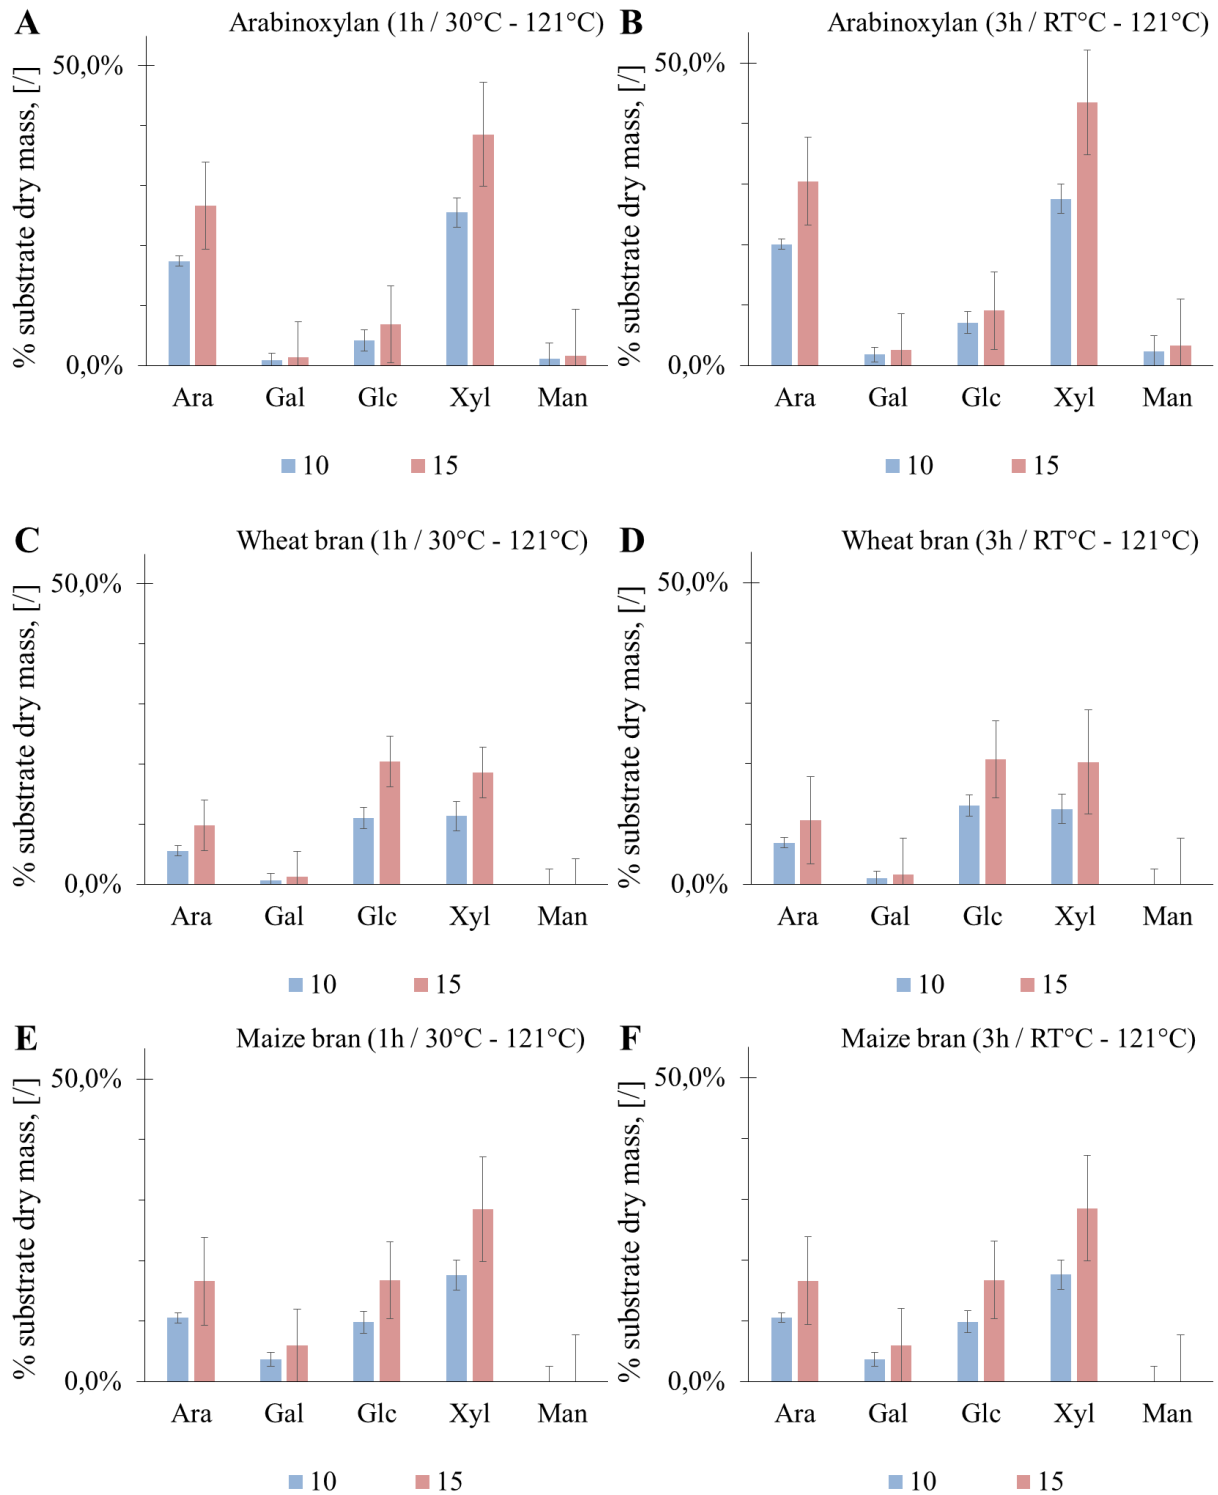 A
Arabinoxylan (1h / 30°C - 121°C)
% substrate dry mass, [/]
50,0%
0,0%
Ara Gal Glc Xyl Man
10 15
B
Arabinoxylan (3h / RT°C - 121°C)
% substrate dry mass, [/]
50,0%
0,0%
Ara Gal Glc Xyl Man
10 15
C
Wheat bran (1h / 30°C - 121°C)
% substrate dry mass, [/]
50,0%
0,0%
Ara Gal Glc Xyl Man
10 15
D
Wheat bran (3h / RT°C - 121°C)
% substrate dry mass, [/]
50,0%
0,0%
Ara Gal Glc Xyl Man
10 15
E
Maize bran (1h / 30°C - 121°C)
% substrate dry mass, [/]
50,0%
0,0%
Ara Gal Glc Xyl Man
10 15
F
Maize bran (3h / RT°C - 121°C)
% substrate dry mass, [/]
50,0%
0,0%
Ara Gal Glc Xyl Man
10 15